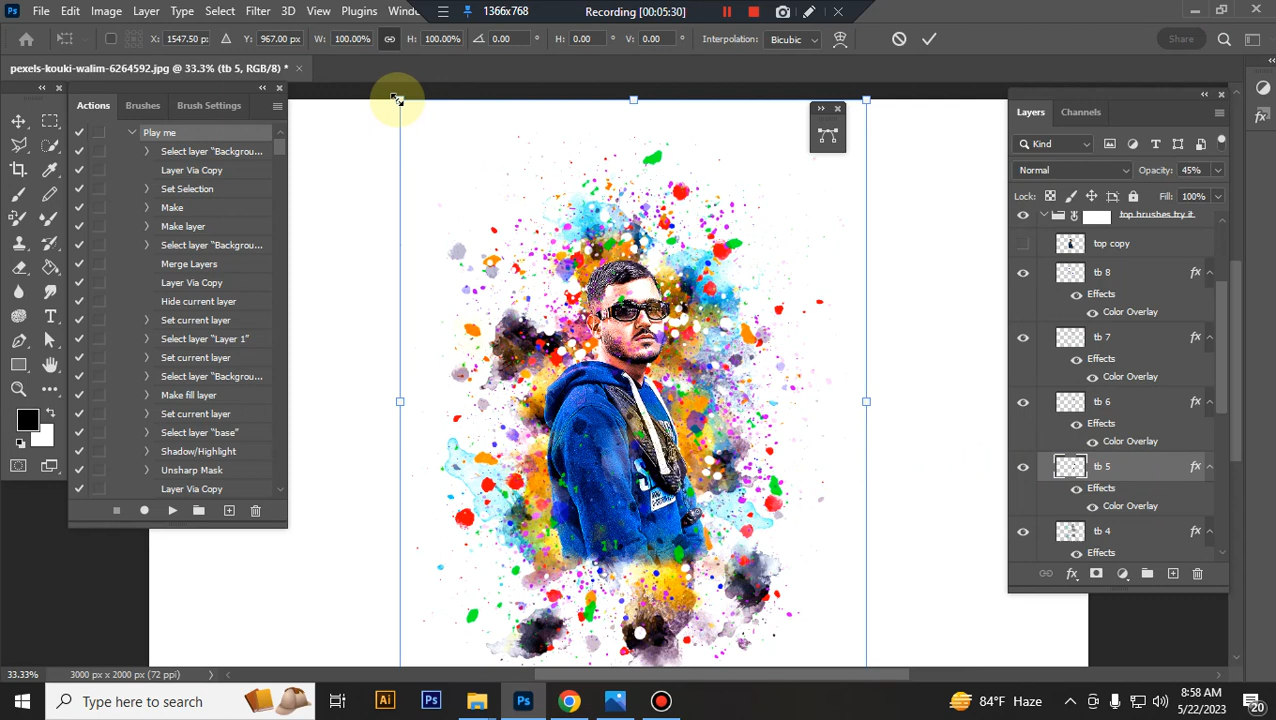 File Edit Image Layer Type Select Filter 3D View Plugins Windo
1366x768 Recording [00:05:30]
X: 1547.50 px Y: 967.00 px W: 100.00% H: 100.00% 0.00 ° H: 0.00 ° V: 0.00 ° Interpolation: Bicubic Share
pexels-kouki-walim-6264592.jpg @ 33.3% (tb 5, RGB/8) *
Actions Brushes Brush Settings
Play me
Select layer "Backgrou...
Layer Via Copy
Set Selection
Make
Make layer
Select layer "Backgrou...
Merge Layers
Layer Via Copy
Hide current layer
Set current layer
Select layer "Layer 1"
Set current layer
Select layer "Backgrou...
Make fill layer
Set current layer
Select layer "base"
Shadow/Highlight
Unsharp Mask
Layer Via Copy
Layers Channels
Kind
Normal Opacity: 45%
Lock: Fill: 100%
top brushes by it
top copy
tb 8
Effects
Color Overlay
tb 7
Effects
Color Overlay
tb 6
Effects
Color Overlay
tb 5
Effects
Color Overlay
tb 4
Effects
33.33% 3000 px x 2000 px (72 ppi)
Type here to search
84°F Haze
8:58 AM
5/22/2023
20